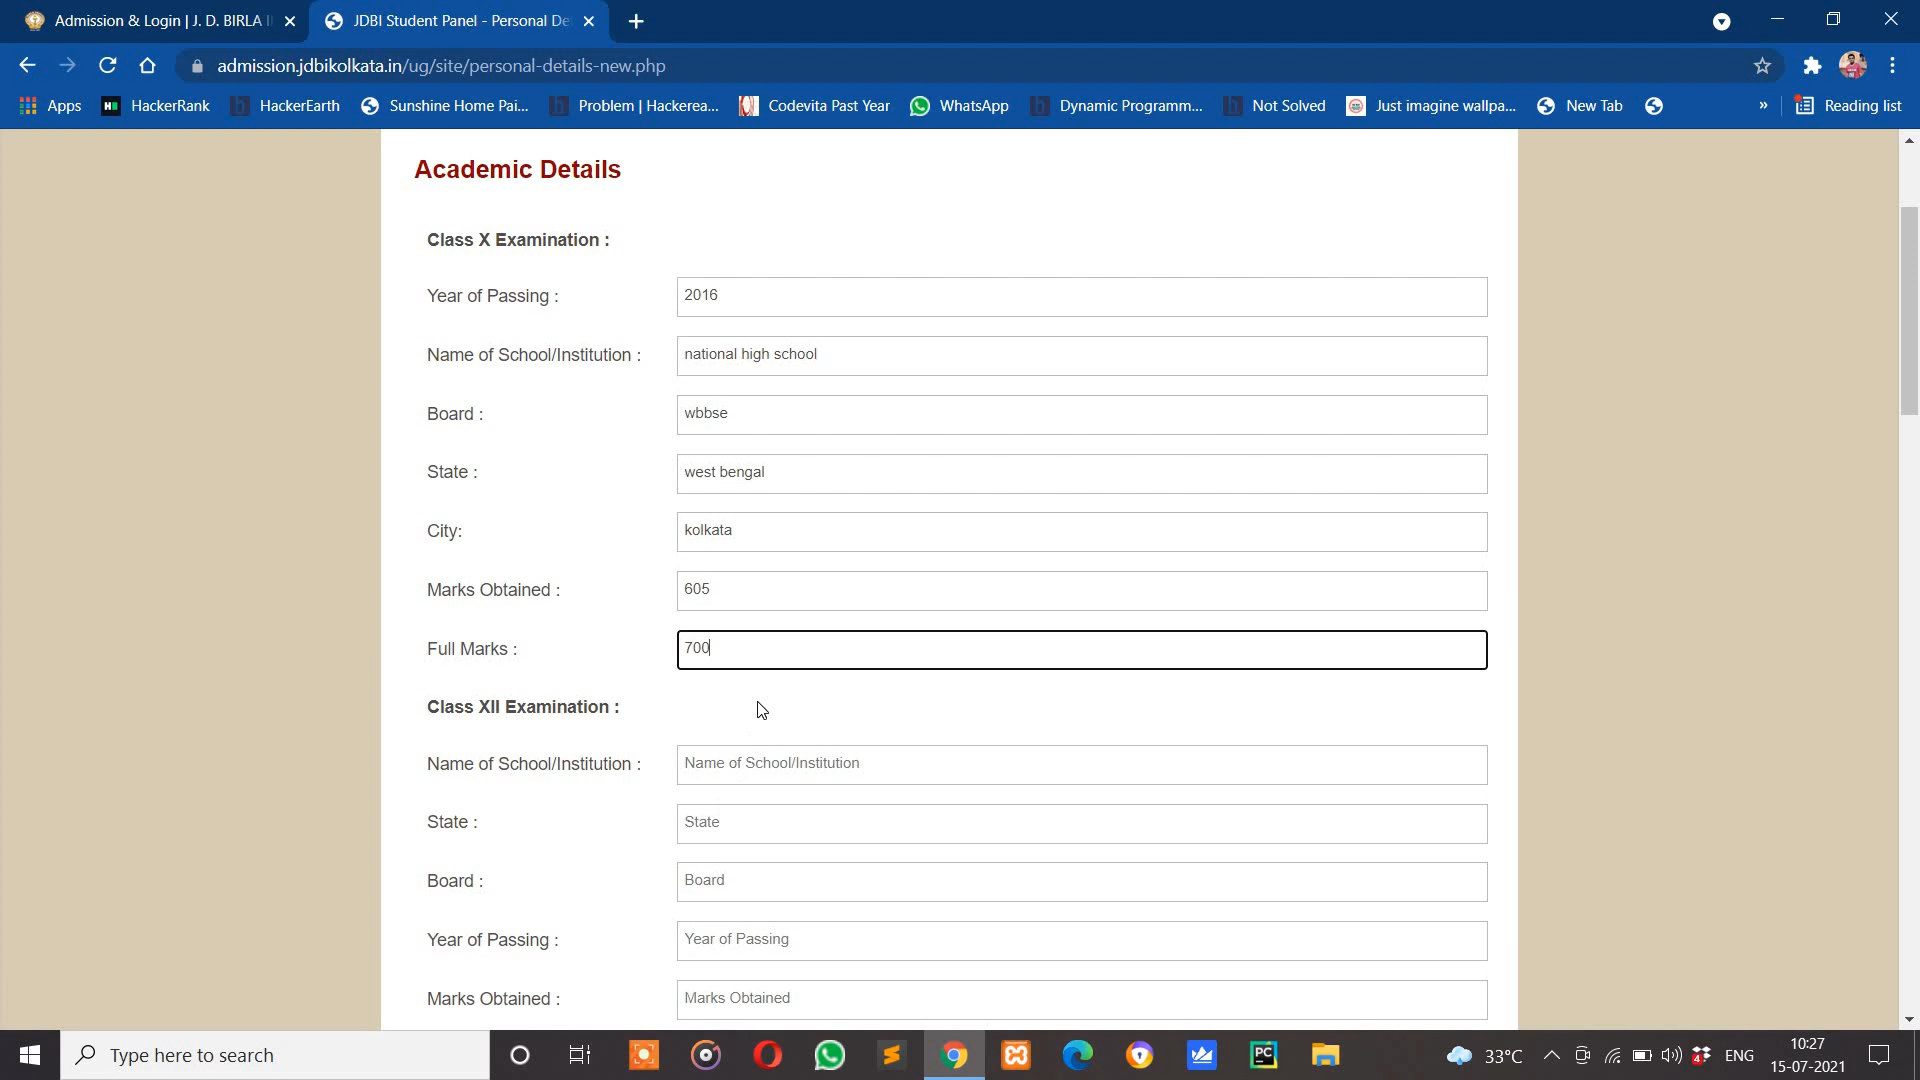 Admission & Login | J. D. BIRLA I
JDBI Student Panel - Personal De
admission.jdbikolkata.in/ug/site/personal-details-new.php
Apps
HackerRank
HackerEarth
Sunshine Home Pai...
Problem | Hackerea...
Codevita Past Year
WhatsApp
Dynamic Programm...
Not Solved
Just imagine wallpa...
New Tab
»
Reading list
Academic Details
Class X Examination :
Year of Passing : 2016
Name of School/Institution : national high school
Board : wbbse
State : west bengal
City: kolkata
Marks Obtained : 605
Full Marks : 700
Class XII Examination :
Name of School/Institution : Name of School/Institution
State : State
Board : Board
Year of Passing : Year of Passing
Marks Obtained : Marks Obtained
Type here to search
PC
33°C
4
ENG
10:27
15-07-2021